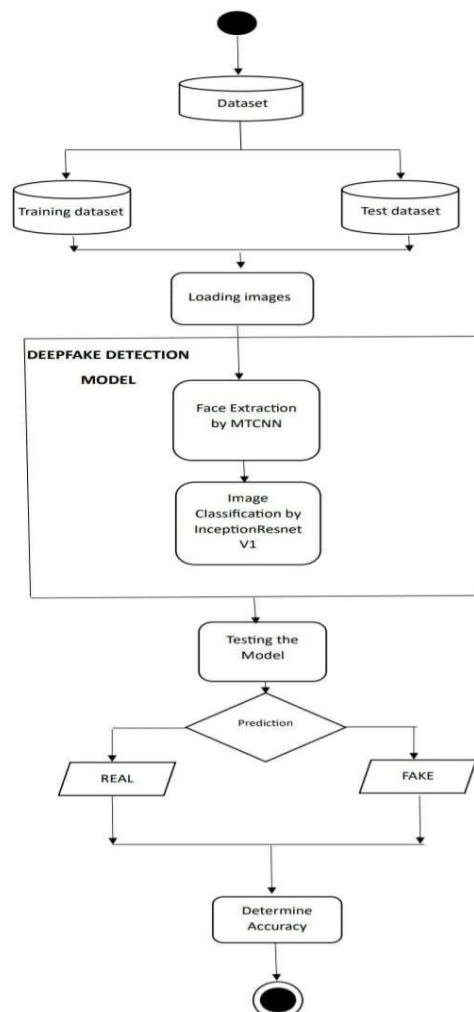 Dataset
Training dataset
Test dataset
Loading images
DEEPFAKE DETECTION
MODEL
Face Extraction
by MTCNN
Image
Classification by
InceptionResnet
V1
Testing the
Model
Prediction
REAL
FAKE
Determine
Accuracy